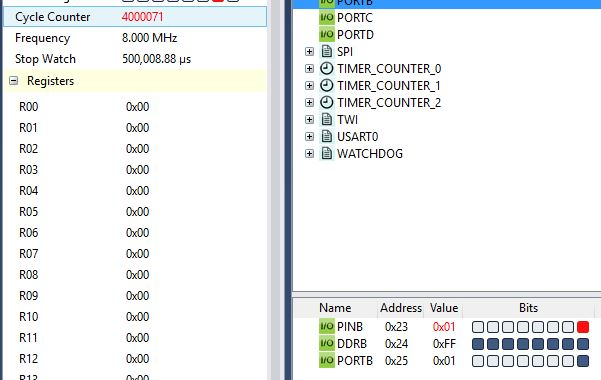 PORTB
Cycle Counter 4000071
Frequency 8.000 MHz
Stop Watch 500,008.88 µs
Registers
R00 0x00
R01 0x00
R02 0x00
R03 0x00
R04 0x00
R05 0x00
R06 0x00
R07 0x00
R08 0x00
R09 0x00
R10 0x00
R11 0x00
R12 0x00
I/O PORTC
I/O PORTD
SPI
TIMER_COUNTER_0
TIMER_COUNTER_1
TIMER_COUNTER_2
TWI
USART0
WATCHDOG
Name Address Value Bits
I/O PINB 0x23 0x01
I/O DDRB 0x24 0xFF
I/O PORTB 0x25 0x01